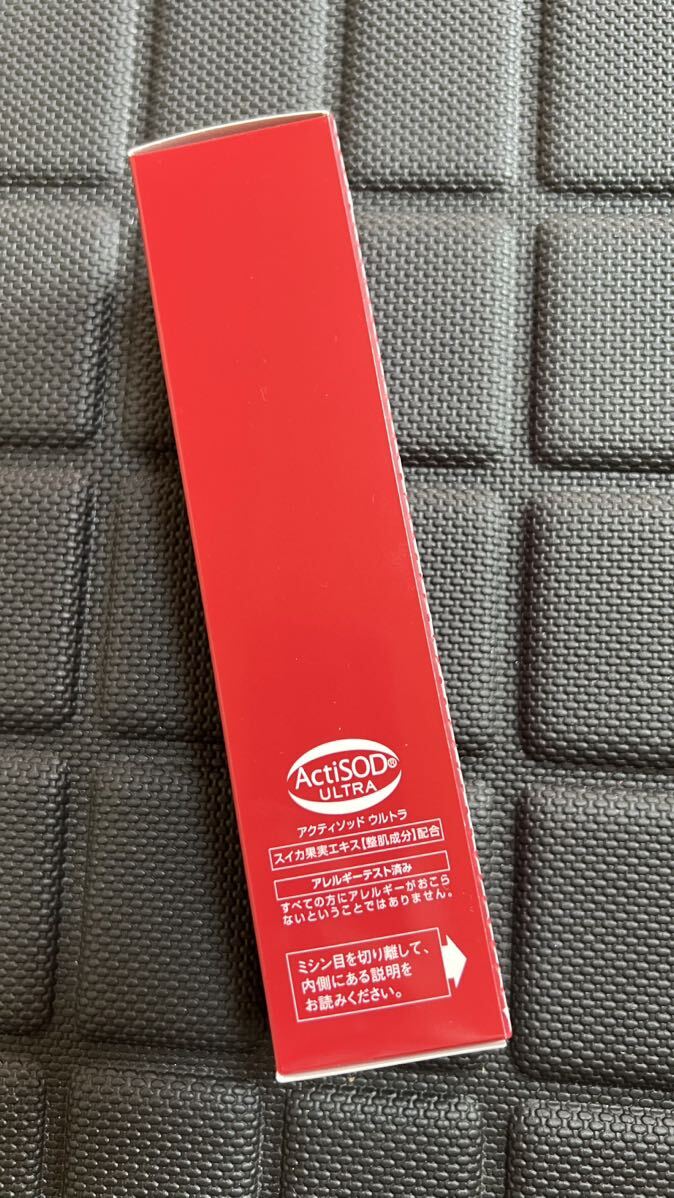 ActiSOD®
ULTRA
アクティソッド ウルトラ
スイカ果実エキス【整肌成分】配合
アレルギーテスト済み
すべての方にアレルギーがおこら
ないということではありません。
ミシン目を切り離して、
内側にある説明を
お読みください。